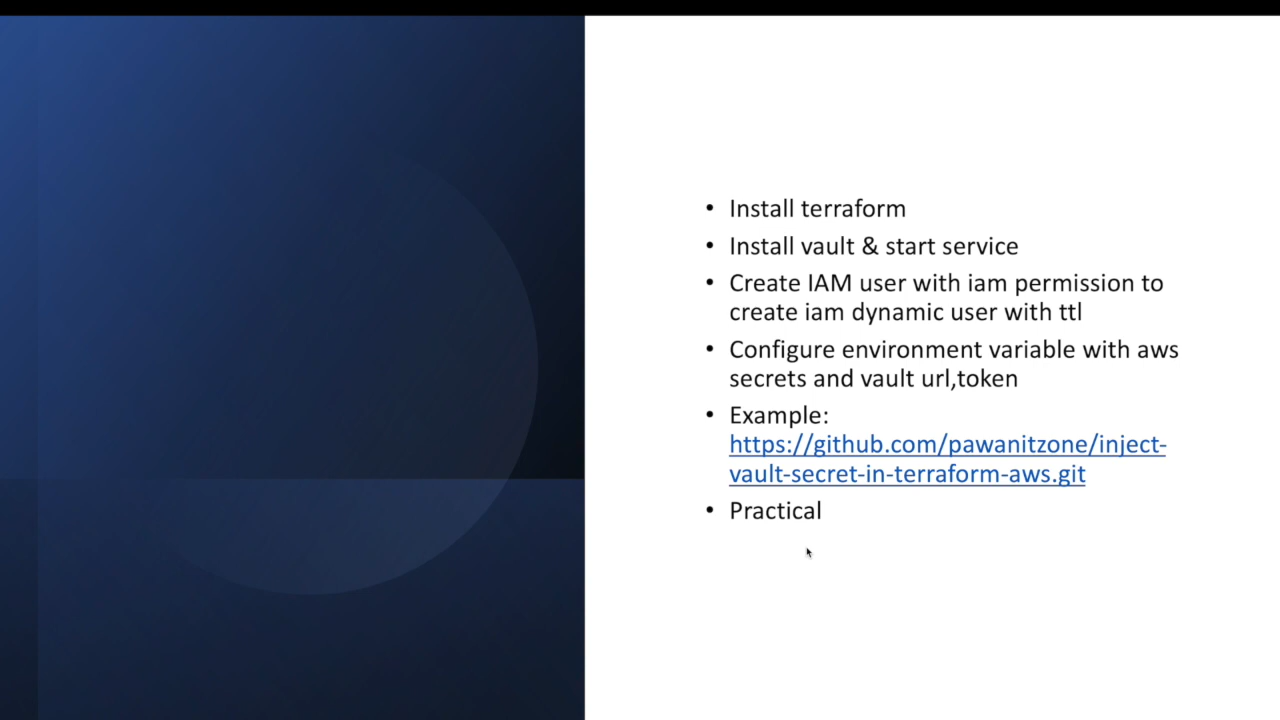 • Install terraform
• Install vault & start service
• Create IAM user with iam permission to
create iam dynamic user with ttl
• Configure environment variable with aws
secrets and vault url,token
• Example:
https://github.com/pawanitzone/inject-
vault-secret-in-terraform-aws.git
• Practical